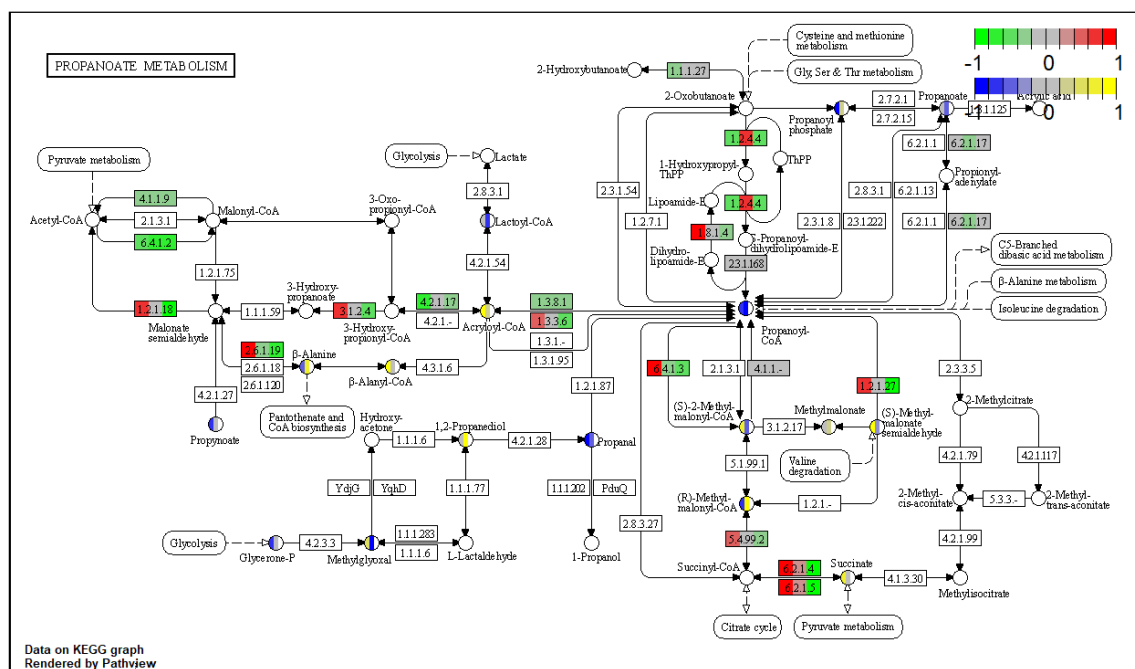 PROPANOATE METABOLISM
Cysteine and methionine
metabolism
Gly, Ser & Thr metabolism
-1
0
1
-1
0
1
2-Hydroxybutanoate
1.1.1.27
2-Oxobutanoate
Propanoyl
phosphate
2.7.2.1
2.7.2.15
Propanoate
Acrylic acid
1.3.1.125
Pyruvate metabolism
Glycolysis
Lactate
2.8.3.1
Lactoyl-CoA
4.2.1.54
1.2.4.4
ThPP
1-Hydroxypropyl-
ThPP
2.3.1.54
1.2.7.1
Lipoamide-E
1.2.4.4
1.8.1.4
Dihydro-
lipoamide-E
S-Propanoyl-
dihydrolipoamide-E
2.3.1.168
2.3.1.8
2.3.1.222
2.8.3.1
6.2.1.13
6.2.1.1
6.2.1.17
Propionyl-
adenylate
6.2.1.1
6.2.1.17
C5-Branched
dibasic acid metabolism
β-Alanine metabolism
Isoleucine degradation
Acetyl-CoA
4.1.1.9
2.1.3.1
6.4.1.2
Malonyl-CoA
3-Oxo-
propionyl-CoA
1.2.1.75
1.2.1.18
Malonate
semialdehyde
1.1.1.59
3-Hydroxy-
propanoate
3.1.2.4
3-Hydroxy-
propionyl-CoA
4.2.1.17
4.2.1.-
Acryloyl-CoA
1.3.8.1
1.3.3.6
1.3.1.-
1.3.1.95
Propanoyl-
CoA
2.6.1.19
2.6.1.18
2.6.1.120
β-Alanine
β-Alanyl-CoA
4.3.1.6
4.2.1.27
Propynoate
Pantothenate and
CoA biosynthesis
1.2.1.87
6.4.1.3
2.1.3.1
4.1.1.-
1.2.1.27
2.3.3.5
2-Methylcitrate
(S)-2-Methyl-
malonyl-CoA
3.1.2.17
Methylmalonate
(S)-Methyl-
malonate
semialdehyde
Valine
degradation
Hydroxy-
acetone
1.1.1.6
1,2-Propanediol
4.2.1.28
Propanal
YdjG
YqhD
1.1.1.77
1.1.1.202
PduQ
5.1.99.1
(R)-Methyl-
malonyl-CoA
1.2.1.-
4.2.1.79
4.2.1.117
2-Methyl-
cis-aconitate
5.3.3.-
2-Methyl-
trans-aconitate
2.8.3.27
Glycolysis
Glycerone-P
4.2.3.3
Methylglyoxal
1.1.1.283
1.1.1.6
L-Lactaldehyde
1-Propanol
5.4.99.2
4.2.1.99
Succinyl-CoA
6.2.1.4
6.2.1.5
Succinate
4.1.3.30
Methylisocitrate
Citrate cycle
Pyruvate metabolism
Data on KEGG graph
Rendered by Pathview